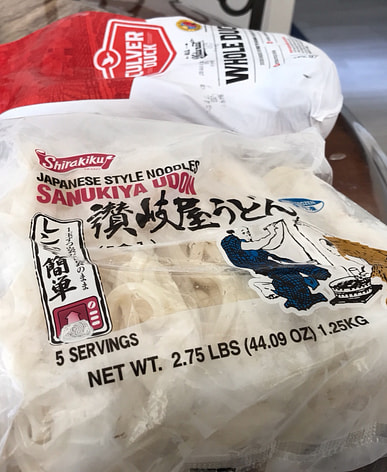 CULVER
DUCK
WHOLE DUC
Shirakiku
JAPANESE STYLE NOODLES
SANUKIYA UDON
讃岐屋うどん
レンジ簡単
5 SERVINGS
NET WT. 2.75 LBS (44.09 OZ) 1.25KG